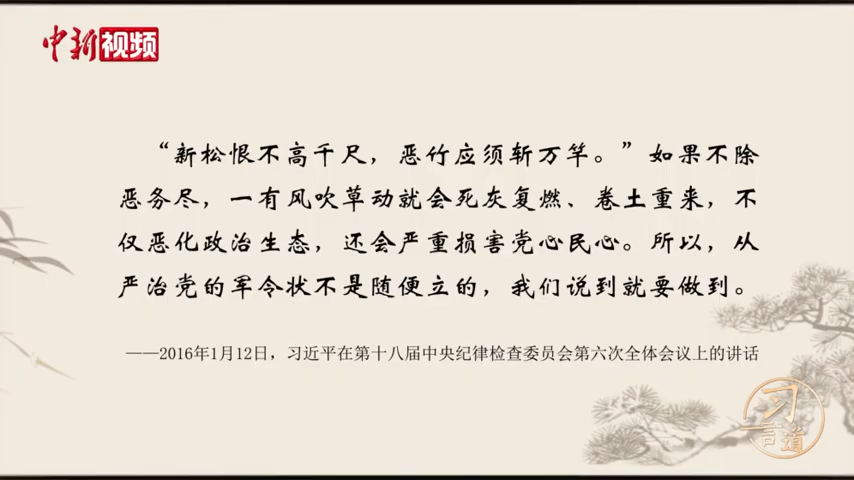 中新视频
“新松恨不高千尺，恶竹应须斩万竿。”如果不除
恶务尽，一有风吹草动就会死灰复燃、卷土重来，不
仅恶化政治生态，还会严重损害党心民心。所以，从
严治党的军令状不是随便立的，我们说到就要做到。
——2016年1月12日，习近平在第十八届中央纪律检查委员会第六次全体会议上的讲话
习
言道